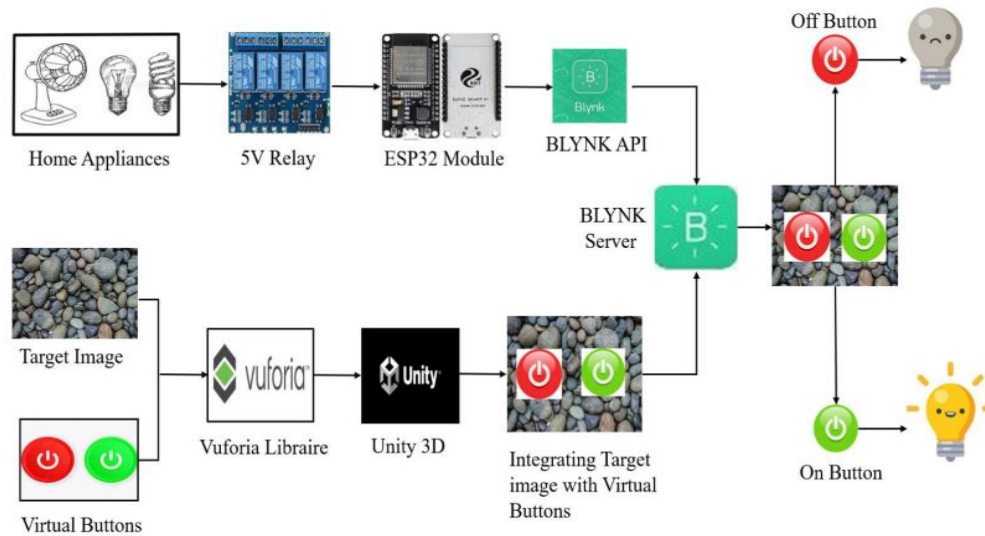 Home Appliances
5V Relay
ESP32 Module
Blynk
BLYNK API
Off Button
BLYNK
Server
B
Target Image
Virtual Buttons
vuforia™
Vuforia Libraire
Unity
Unity 3D
Integrating Target
image with Virtual
Buttons
On Button